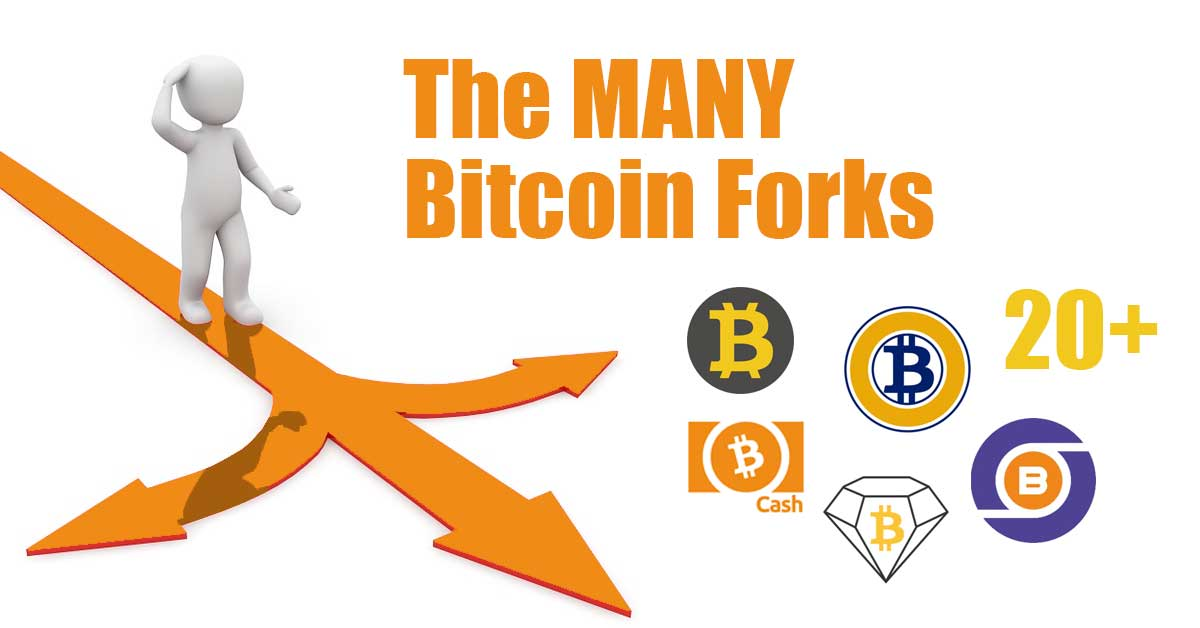 The MANY
Bitcoin Forks
20+
Cash
B